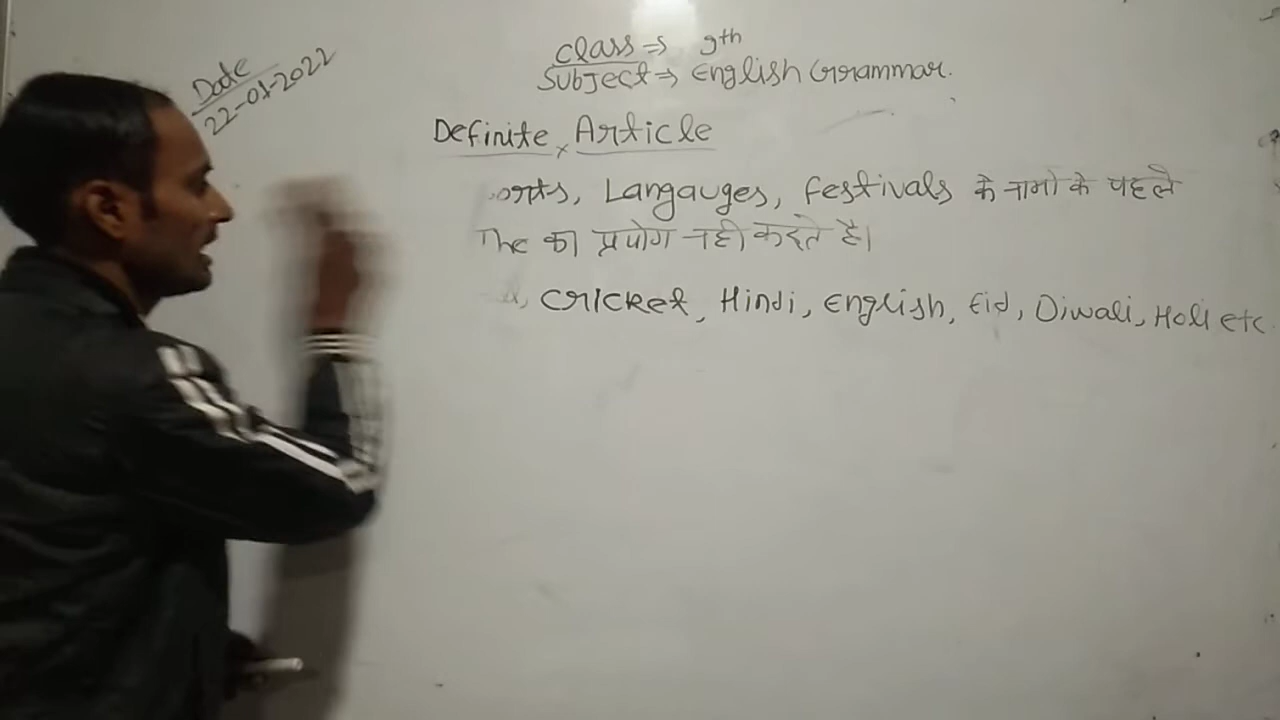 Date
22-01-2022
Class ⇒ 9th
Subject ⇒ English Grammar.
Definite Article
Langauges, Festivals के नामो के पहले
The का प्रयोग नही करते है।
Cricket, Hindi, English, Eid, Diwali, Holi etc